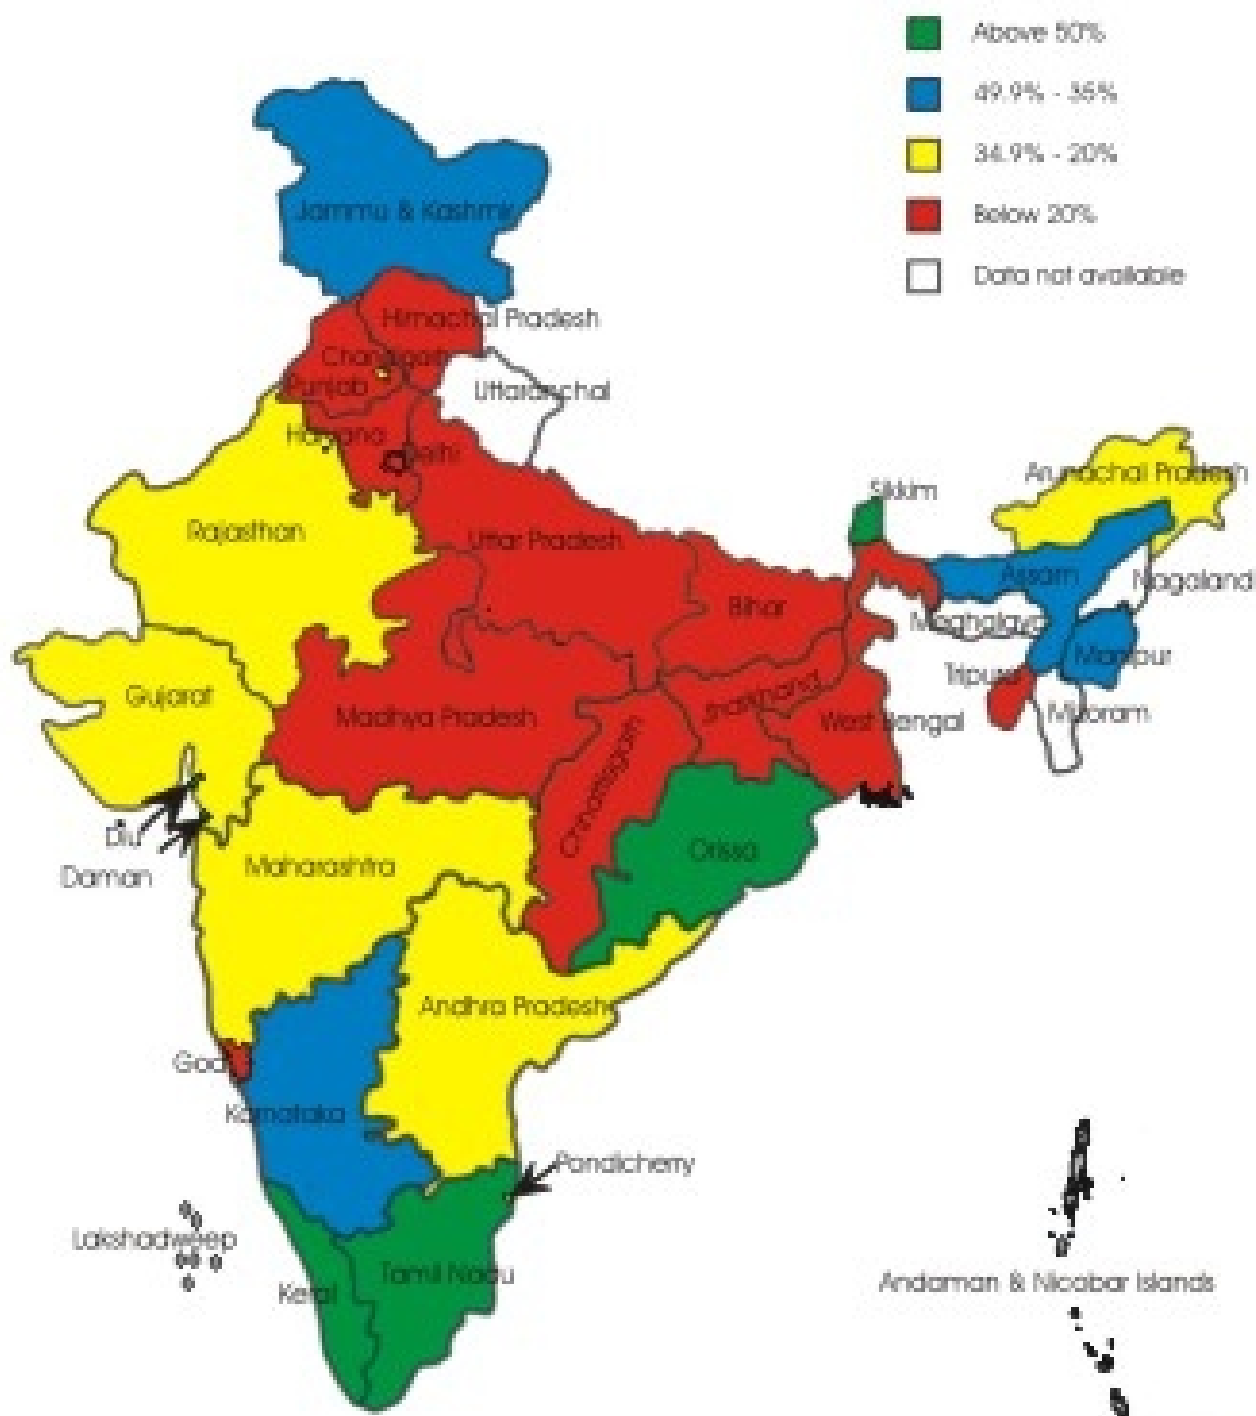 Above 50%
49.9% - 35%
34.9% - 20%
Below 20%
Data not available
Jammu & Kashmir
Himachal Pradesh
Chandigarh
Punjab
Uttaranchal
Haryana
Delhi
Arunachal Pradesh
Sikkim
Rajasthan
Uttar Pradesh
Assam
Nagaland
Bihar
Meghalaya
Manipur
Tripura
Gujarat
Jharkhand
Madhya Pradesh
West Bengal
Mizoram
Chhattisgarh
Diu
Orissa
Maharashtra
Daman
Andhra Pradesh
Goa
Karnataka
Pondicherry
Lakshadweep
Tamil Nadu
Andaman & Nicobar Islands
Keral